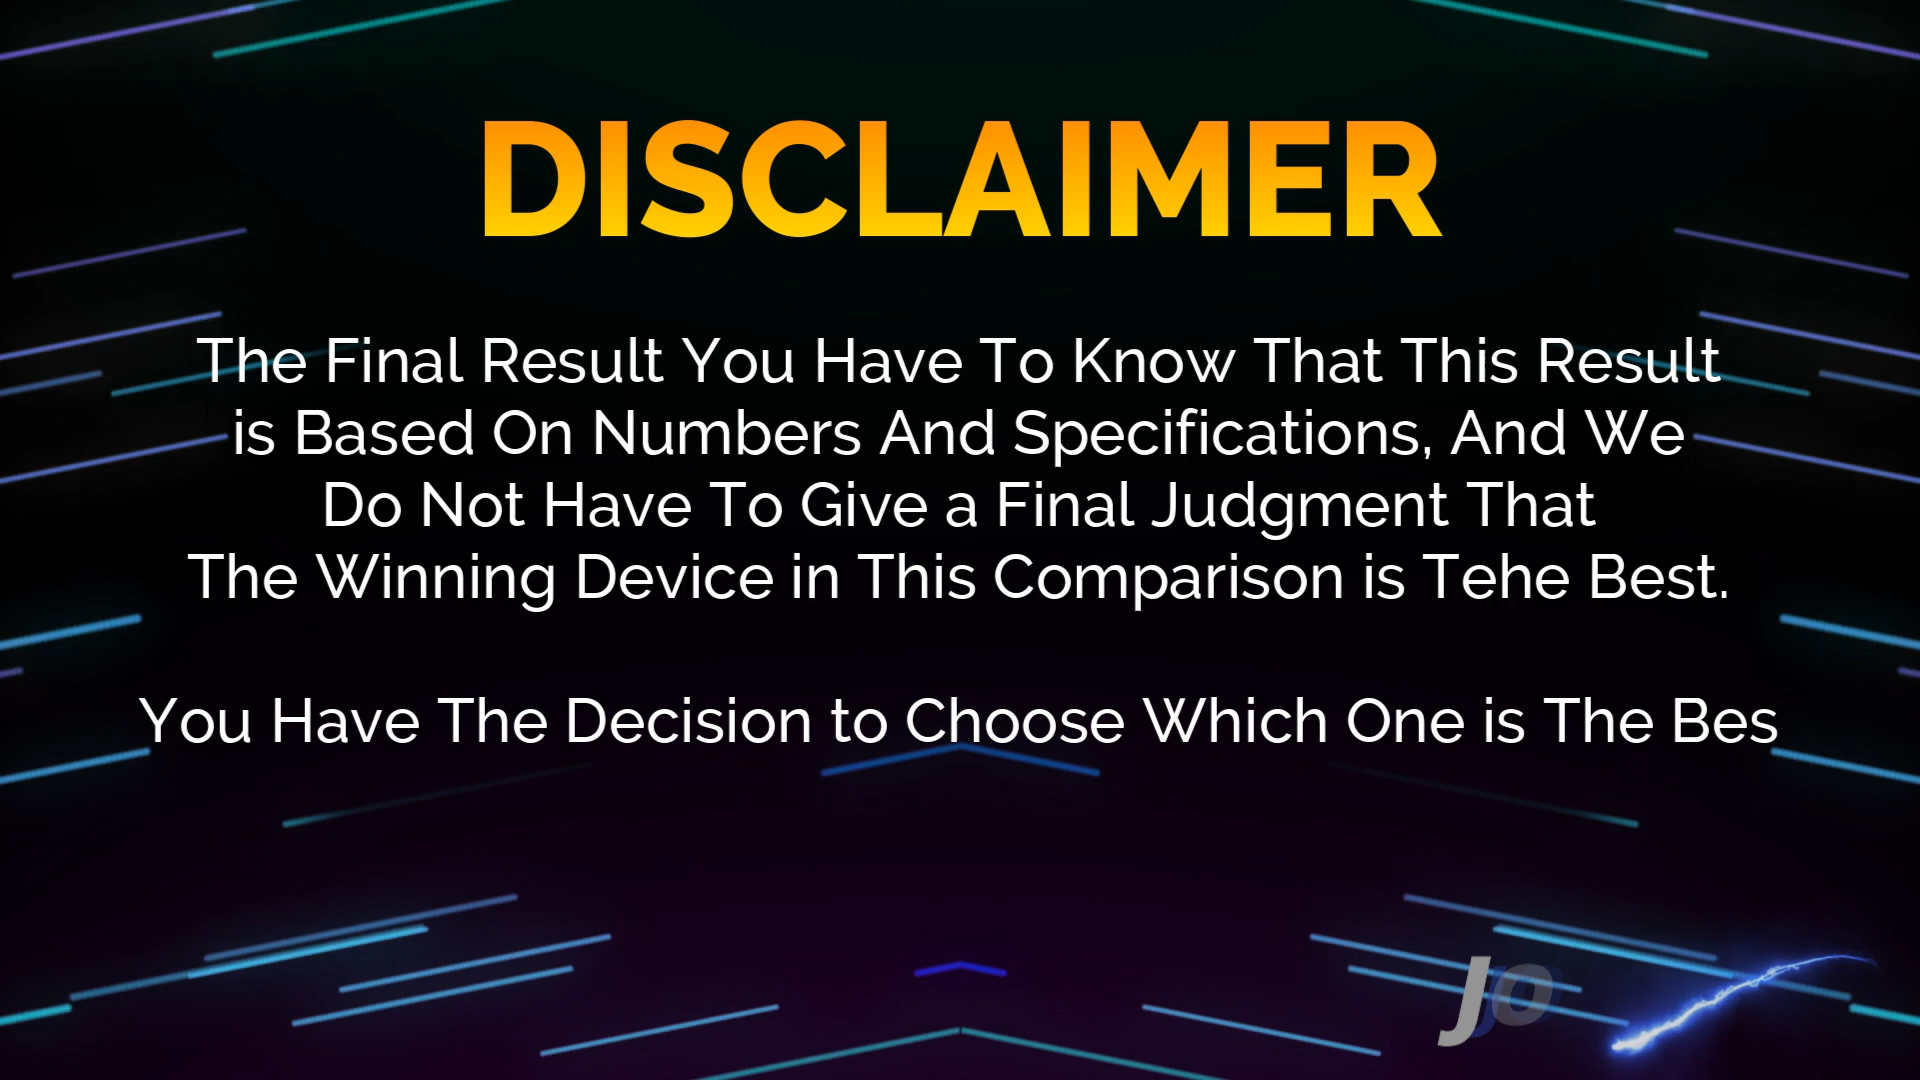 DISCLAIMER
The Final Result You Have To Know That This Result
is Based On Numbers And Specifications, And We
Do Not Have To Give a Final Judgment That
The Winning Device in This Comparison is Tehe Best.
You Have The Decision to Choose Which One is The Bes
Jo